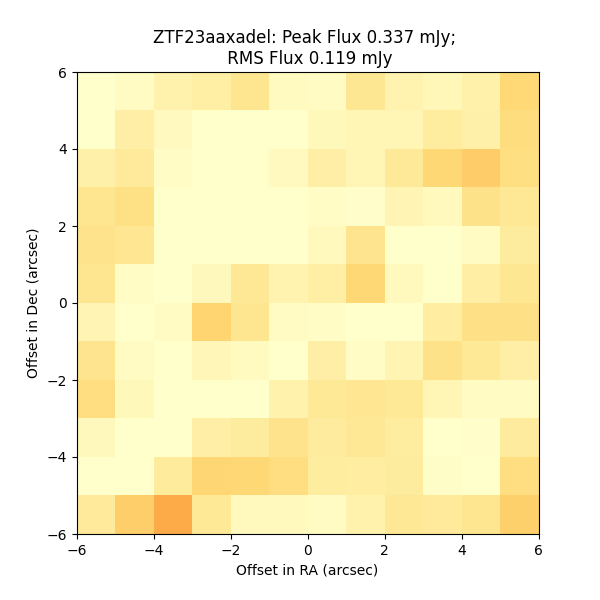 ZTF23aaxadel: Peak Flux 0.337 mJy;
RMS Flux 0.119 mJy
6
4
2
0
−2
−4
−6
Offset in Dec (arcsec)
−6 −4 −2 0 2 4 6
Offset in RA (arcsec)